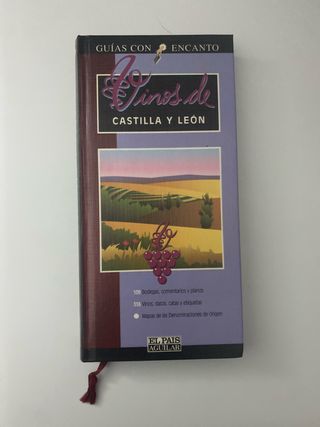 GUÍAS CON ENCANTO
Vinos de
CASTILLA Y LEÓN
Bodegas, comentarios y planos
Vinos, datos, catas y etiquetas
Mapas de las Denominaciones de Origen
EL PAIS
AGUILAR